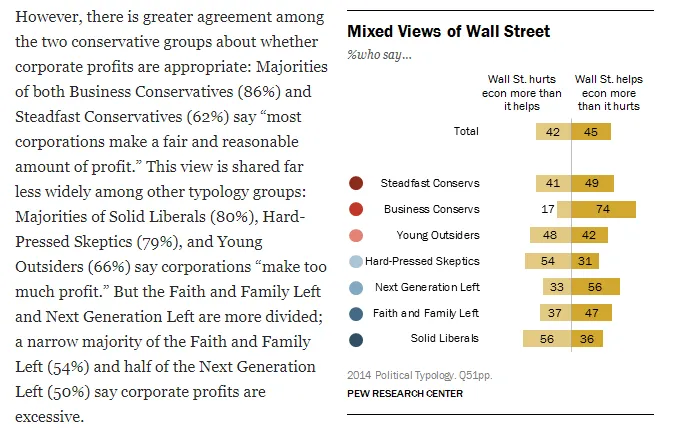 However, there is greater agreement among
the two conservative groups about whether
corporate profits are appropriate: Majorities
of both Business Conservatives (86%) and
Steadfast Conservatives (62%) say “most
corporations make a fair and reasonable
amount of profit.” This view is shared far
less widely among other typology groups:
Majorities of Solid Liberals (80%), Hard-
Pressed Skeptics (79%), and Young
Outsiders (66%) say corporations “make too
much profit.” But the Faith and Family Left
and Next Generation Left are more divided;
a narrow majority of the Faith and Family
Left (54%) and half of the Next Generation
Left (50%) say corporate profits are
excessive.
Mixed Views of Wall Street
%who say...
Wall St. hurts
econ more than
it helps
Wall St. helps
econ more
than it hurts
Total 42 45
Steadfast Conservs 41 49
Business Conservs 17 74
Young Outsiders 48 42
Hard-Pressed Skeptics 54 31
Next Generation Left 33 56
Faith and Family Left 37 47
Solid Liberals 56 36
2014 Political Typology. Q51pp.
PEW RESEARCH CENTER